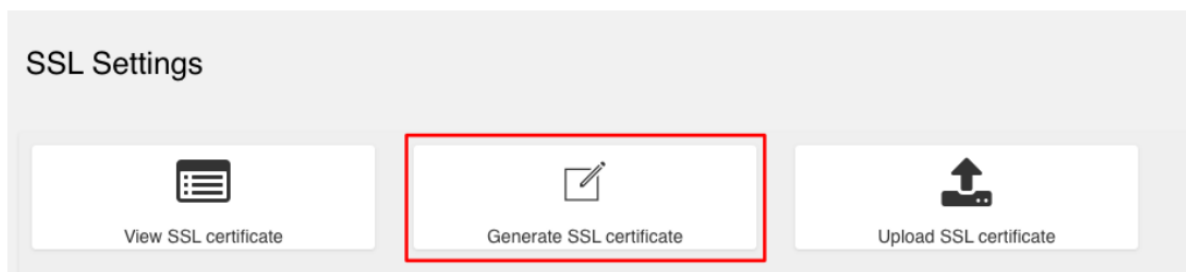 SSL Settings
View SSL certificate
Generate SSL certificate
Upload SSL certificate